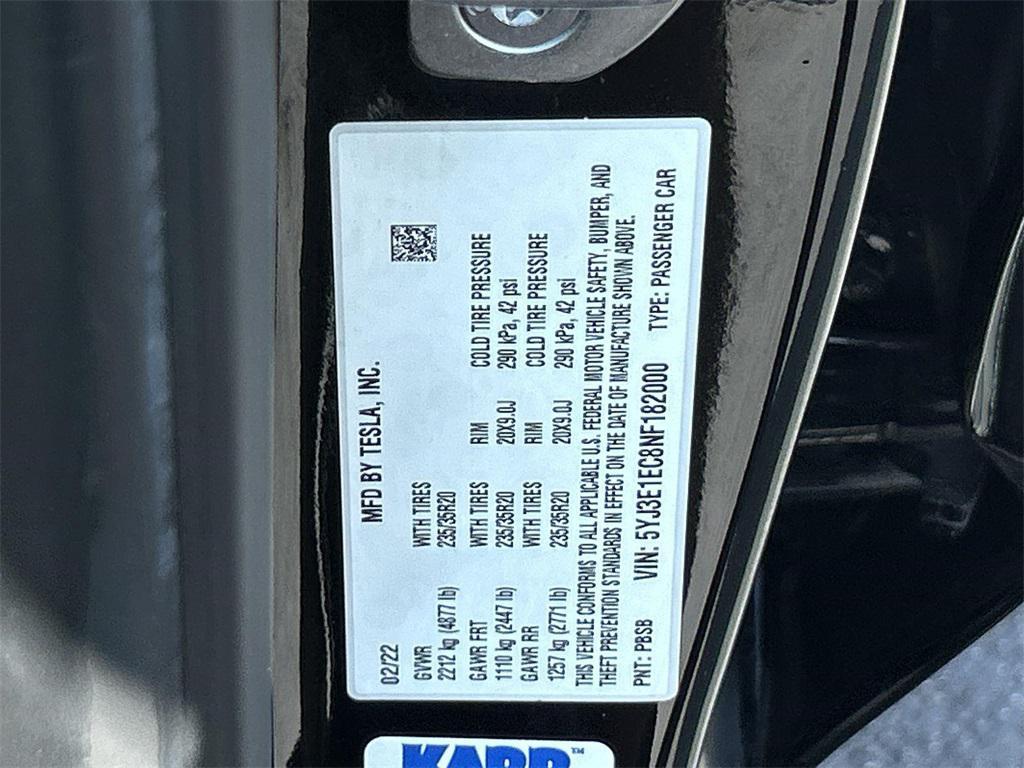 MFD BY TESLA, INC.
02/22
GVWR WITH TIRES
2212 kg (4877 lb) 235/35R20
GAWR FRT WITH TIRES RIM COLD TIRE PRESSURE
1110 kg (2447 lb) 235/35R20 20X9.0J 290 kPa, 42 psi
GAWR RR WITH TIRES RIM COLD TIRE PRESSURE
1257 kg (2771 lb) 235/35R20 20X9.0J 290 kPa, 42 psi
THIS VEHICLE CONFORMS TO ALL APPLICABLE U.S. FEDERAL MOTOR VEHICLE SAFETY, BUMPER, AND
THEFT PREVENTION STANDARDS IN EFFECT ON THE DATE OF MANUFACTURE SHOWN ABOVE.
PNT: PBSB VIN: 5YJ3E1EC8NF182000 TYPE: PASSENGER CAR